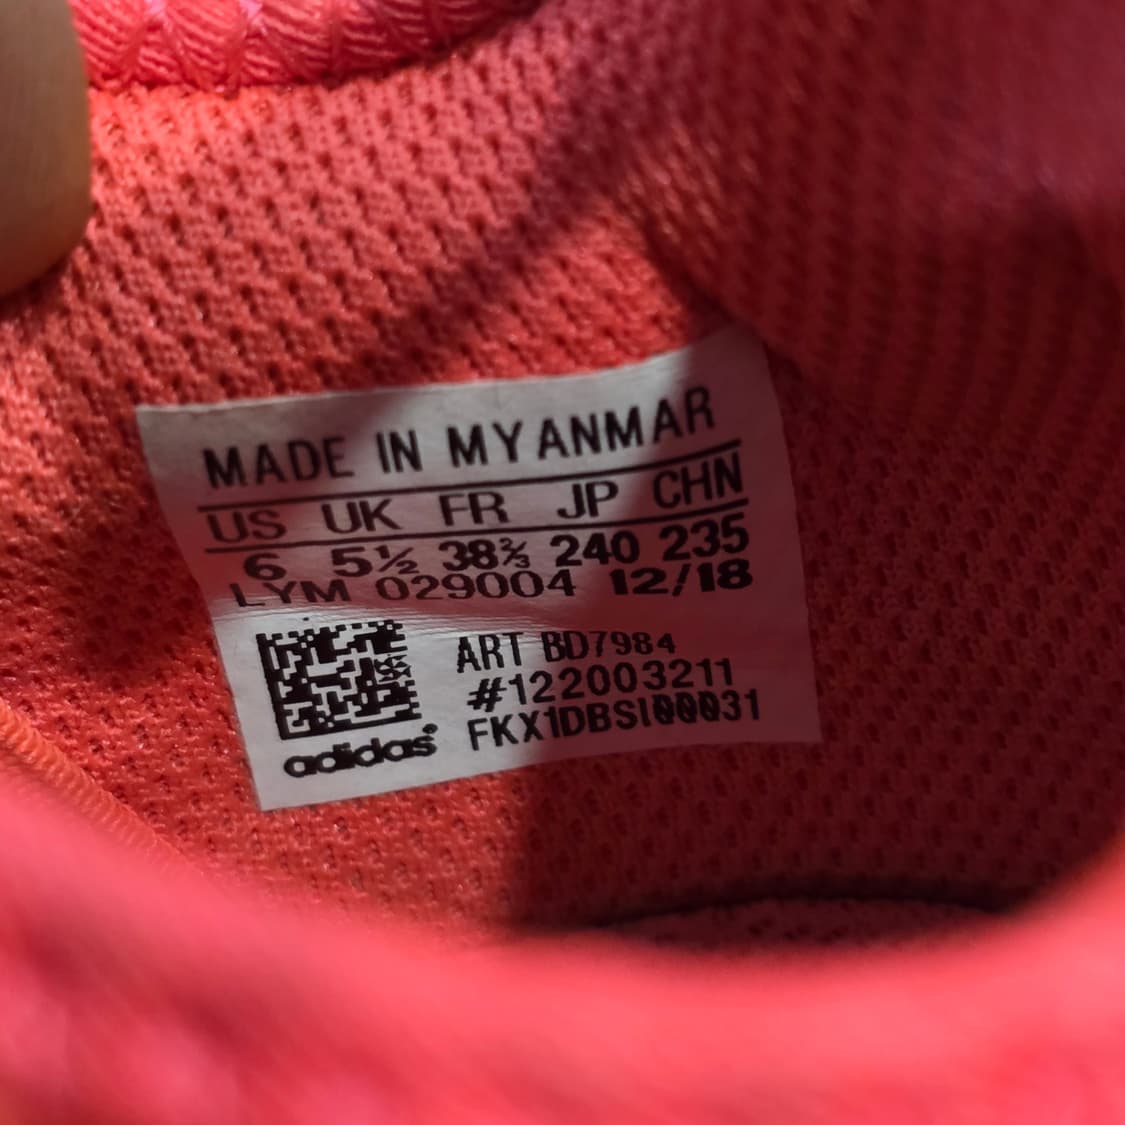 MADE IN MYANMAR
US UK FR JP CHN
6 5½ 38⅔ 240 235
LYM 029004 12/18
ART BD7984
#122003211
FKX1DBSI00031
adidas